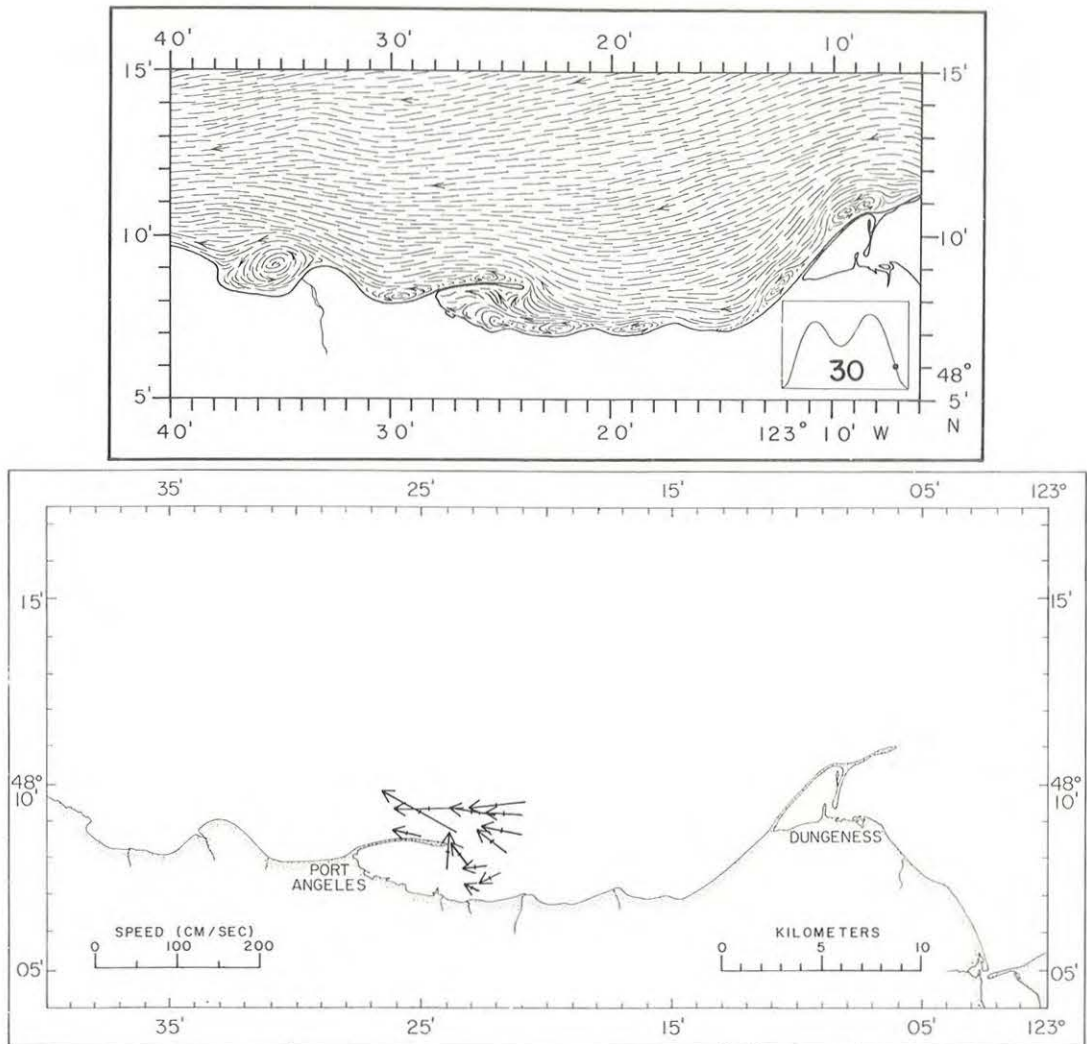 40' 30' 20' 10'
15' 15'
10' 10'
30
48°
5' 5'
40' 30' 20' 123° 10' W N
35' 25' 15' 05' 123°
15' 15'
48° 10' 48° 10'
DUNGENESS
PORT
ANGELES
SPEED (CM/SEC) KILOMETERS
0 100 200 0 5 10
05' 05'
35' 25' 15' 05' 123°